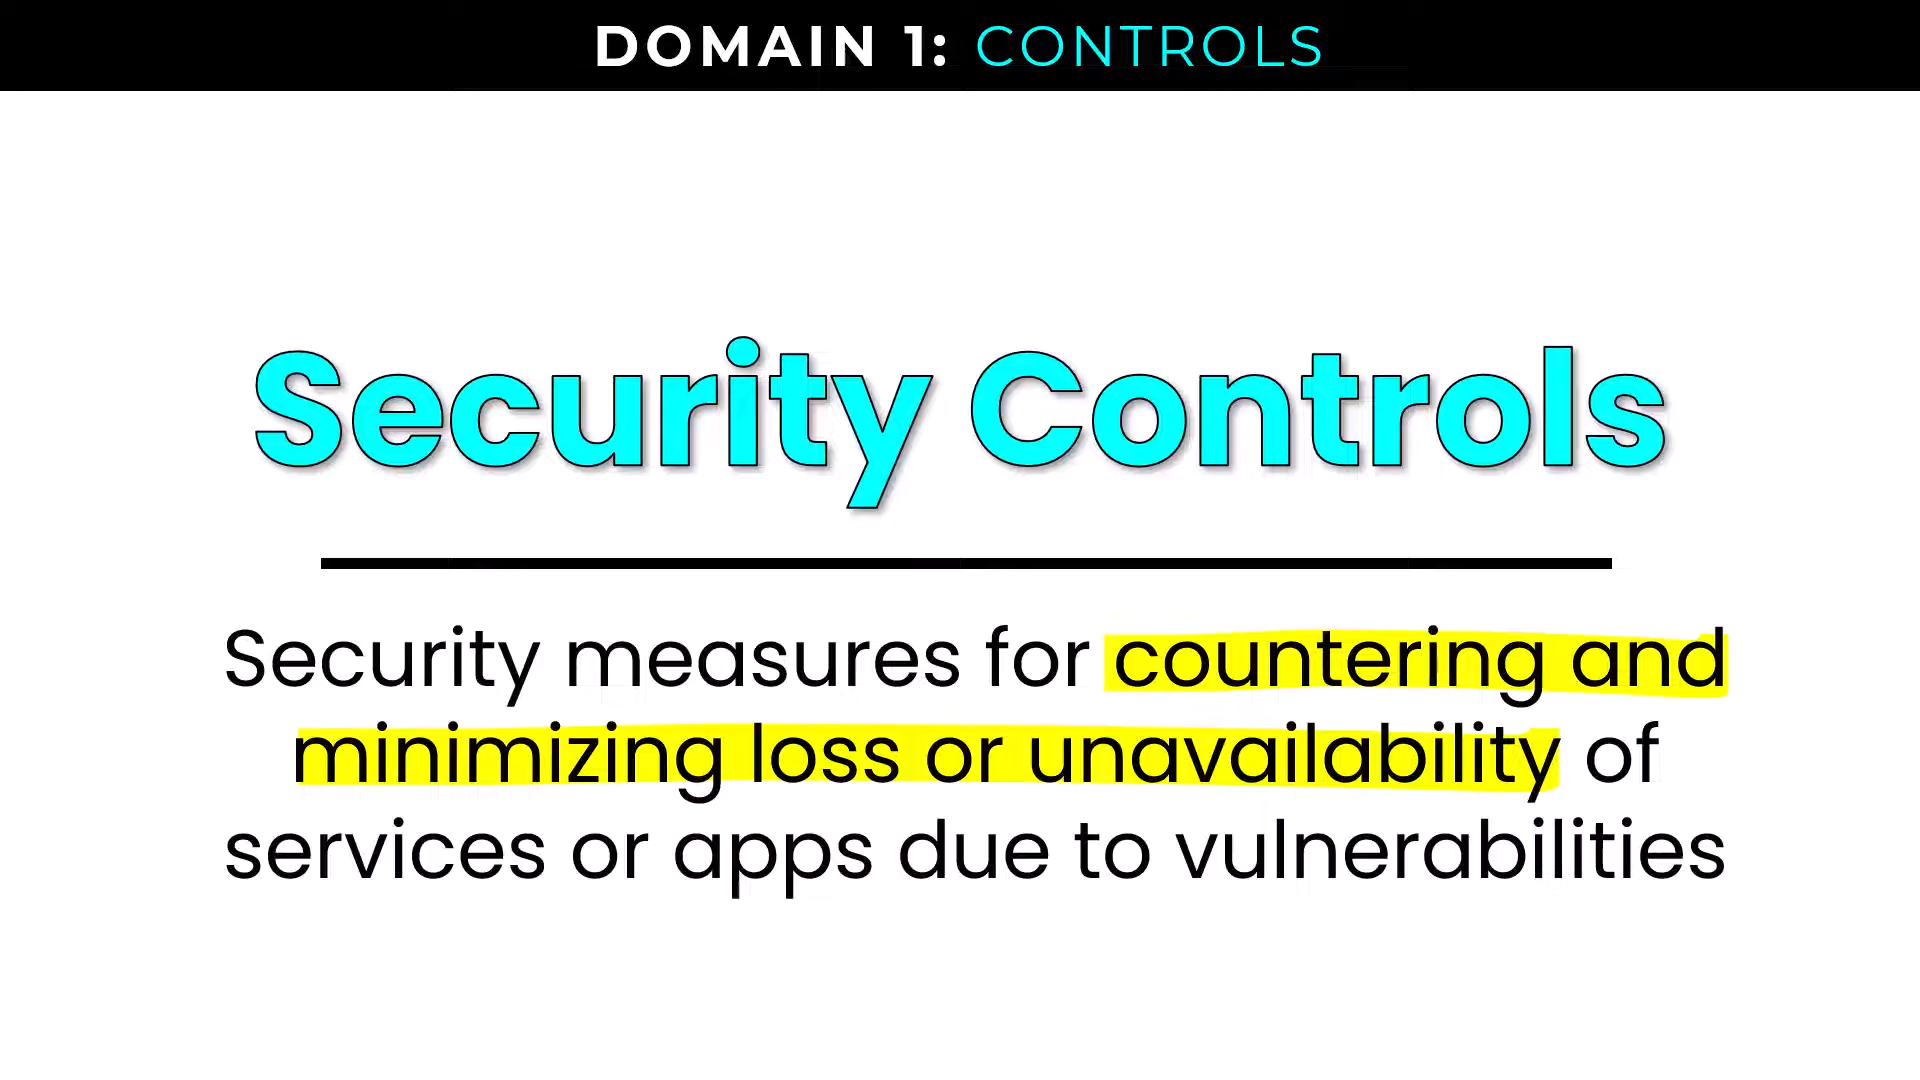 DOMAIN 1: CONTROLS
Security Controls
Security measures for countering and
minimizing loss or unavailability of
services or apps due to vulnerabilities